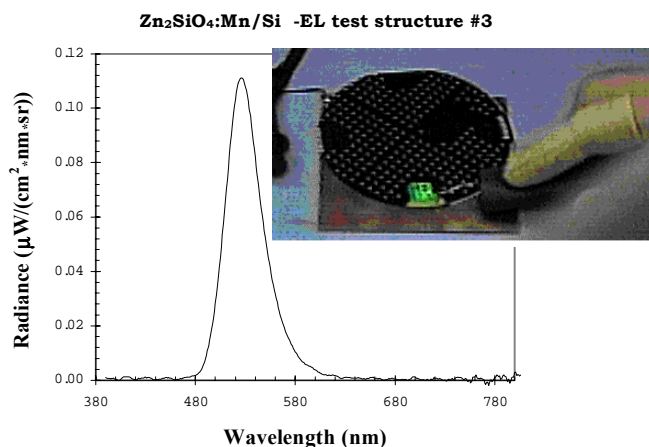 Zn₂SiO₄:Mn/Si -EL test structure #3
0.12
0.10
0.08
0.06
0.04
0.02
0.00
380 480 580 680 780
Radiance (μW/(cm²*nm*sr))
Wavelength (nm)